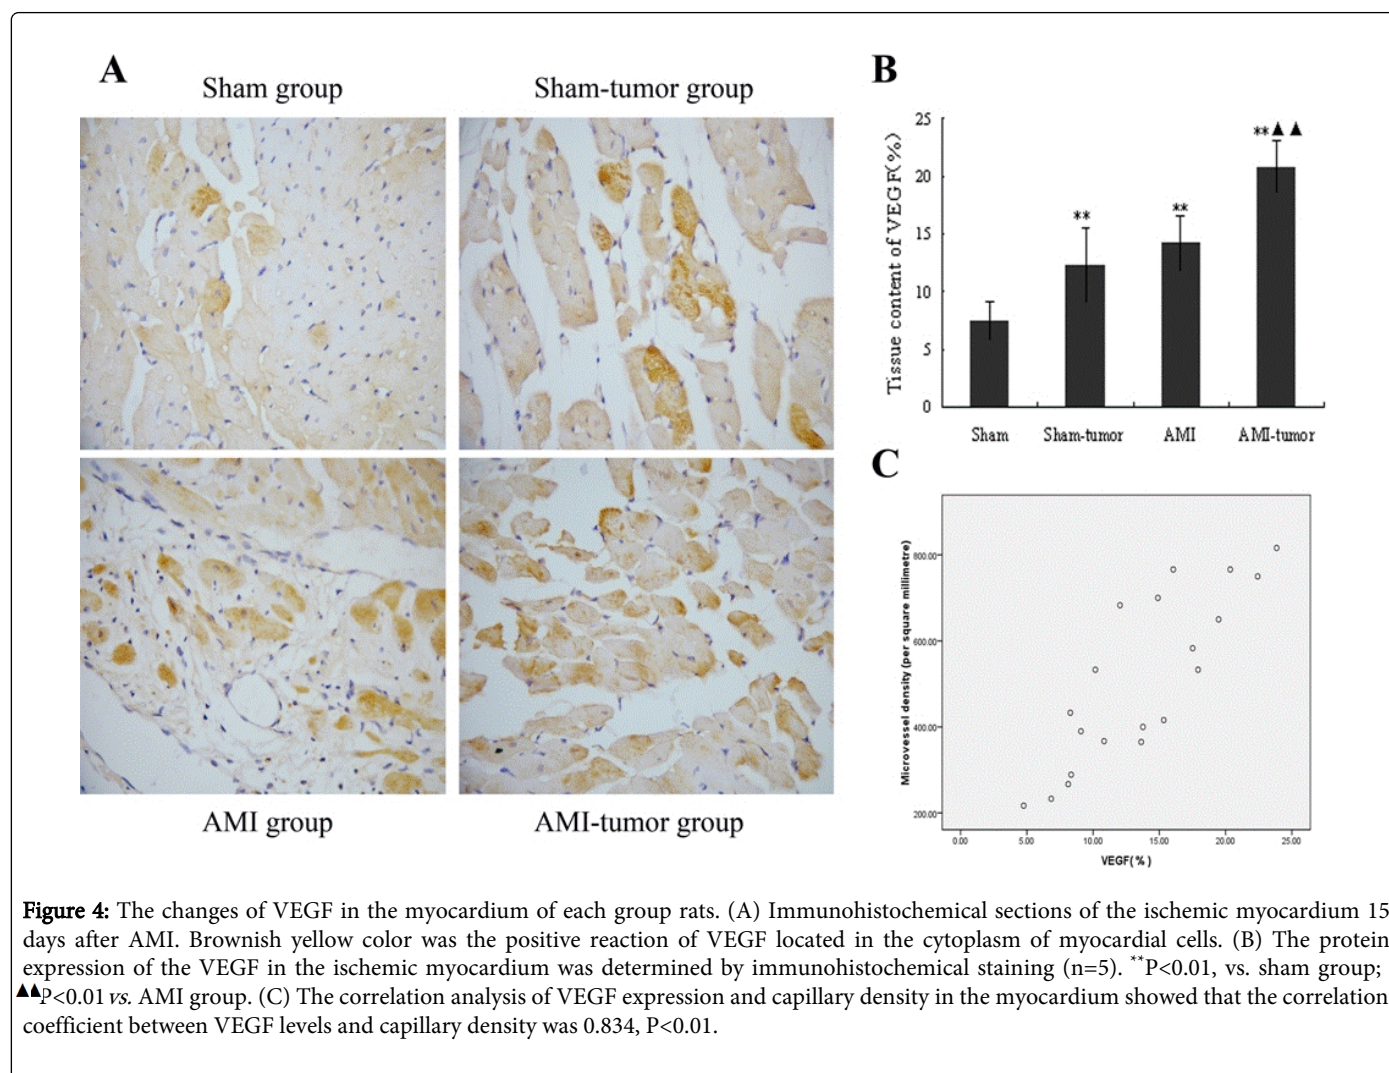 A
Sham group
Sham-tumor group
AMI group
AMI-tumor group
B
Tissue content of VEGF(%)
25
20
15
10
5
0
**
**
**▲▲
Sham
Sham-tumor
AMI
AMI-tumor
C
Microvessel density (per square millimetre)
800.00
600.00
400.00
200.00
0.00
5.00
10.00
15.00
20.00
25.00
VEGF(%)
Figure 4: The changes of VEGF in the myocardium of each group rats. (A) Immunohistochemical sections of the ischemic myocardium 15
days after AMI. Brownish yellow color was the positive reaction of VEGF located in the cytoplasm of myocardial cells. (B) The protein
expression of the VEGF in the ischemic myocardium was determined by immunohistochemical staining (n=5). **P<0.01, vs. sham group;
▲▲P<0.01 vs. AMI group. (C) The correlation analysis of VEGF expression and capillary density in the myocardium showed that the correlation
coefficient between VEGF levels and capillary density was 0.834, P<0.01.